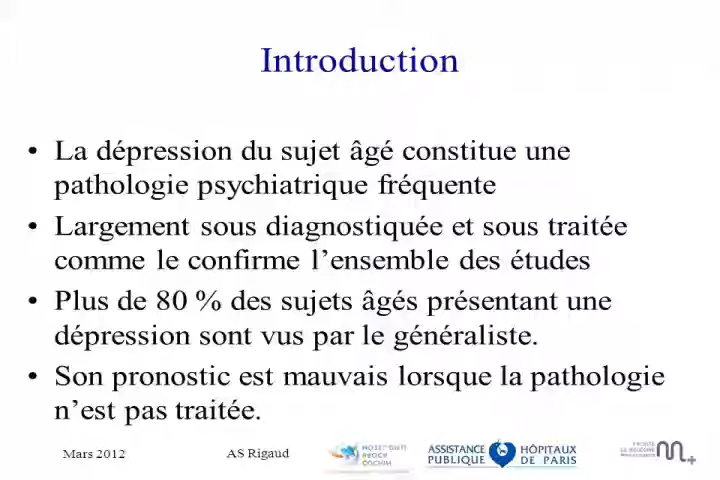 Introduction
• La dépression du sujet âgé constitue une
pathologie psychiatrique fréquente
• Largement sous diagnostiquée et sous traitée
comme le confirme l’ensemble des études
• Plus de 80 % des sujets âgés présentant une
dépression sont vus par le généraliste.
• Son pronostic est mauvais lorsque la pathologie
n’est pas traitée.
Mars 2012
AS Rigaud
COCHIN
ASSISTANCE HÔPITAUX
PUBLIQUE DE PARIS